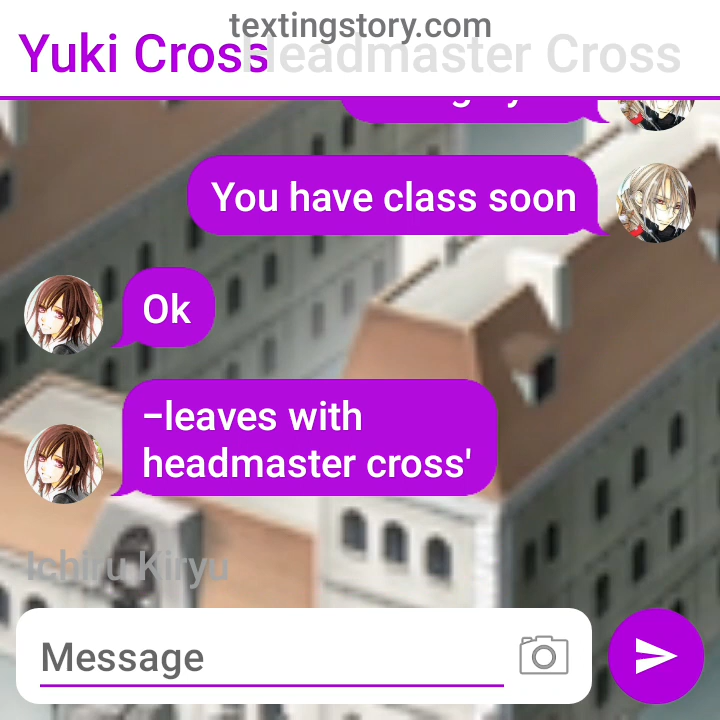 textingstory.com
Yuki Cross Headmaster Cross
You have class soon
Ok
–leaves with
headmaster cross'
Ichiru Kiryu
Message